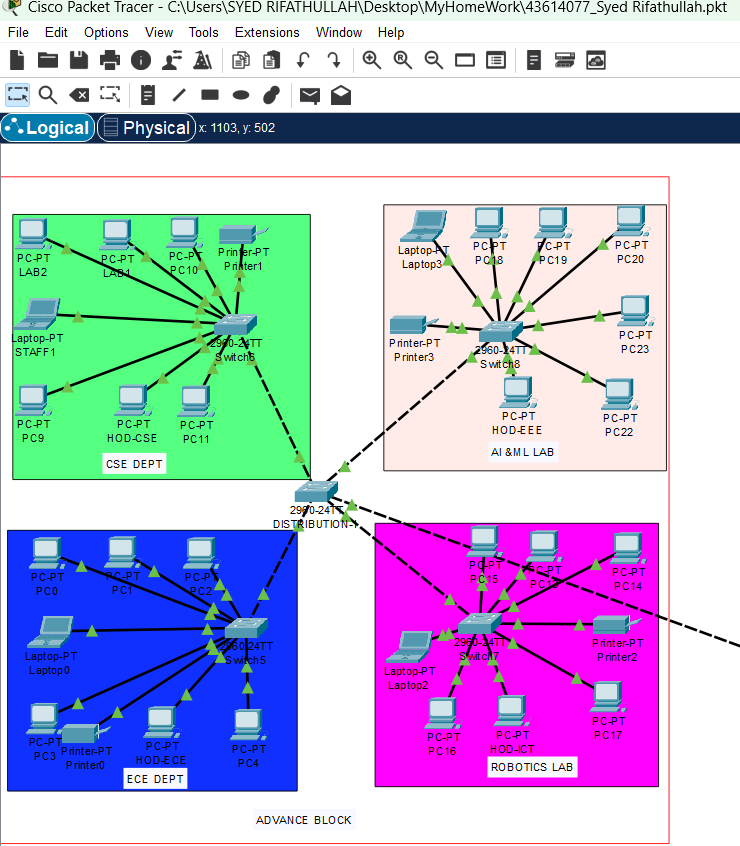 Cisco Packet Tracer - C:\Users\SYED RIFATHULLAH\Desktop\MyHomeWork\43614077_Syed Rifathullah.pkt
File Edit Options View Tools Extensions Window Help
Logical Physical x: 1103, y: 502
PC-PT
LAB2
PC-PT
LAB1
PC-PT
PC10
Printer-PT
Printer1
Laptop-PT
STAFF1
2960-24TT
Switch6
PC-PT
PC9
PC-PT
HOD-CSE
PC-PT
PC11
CSE DEPT
Laptop-PT
Laptop3
PC-PT
PC18
PC-PT
PC19
PC-PT
PC20
Printer-PT
Printer3
2960-24TT
Switch8
PC-PT
PC23
PC-PT
HOD-EEE
PC-PT
PC22
AI &ML LAB
2960-24TT
DISTRIBUTION-1
PC-PT
PC0
PC-PT
PC1
PC-PT
PC2
Laptop-PT
Laptop0
2960-24TT
Switch5
PC-PT
PC3
Printer-PT
Printer0
PC-PT
HOD-ECE
PC-PT
PC4
ECE DEPT
PC-PT
PC15
PC-PT
PC13
PC-PT
PC14
Laptop-PT
Laptop2
2960-24TT
Switch7
Printer-PT
Printer2
PC-PT
PC16
PC-PT
HOD-ICT
PC-PT
PC17
ROBOTICS LAB
ADVANCE BLOCK